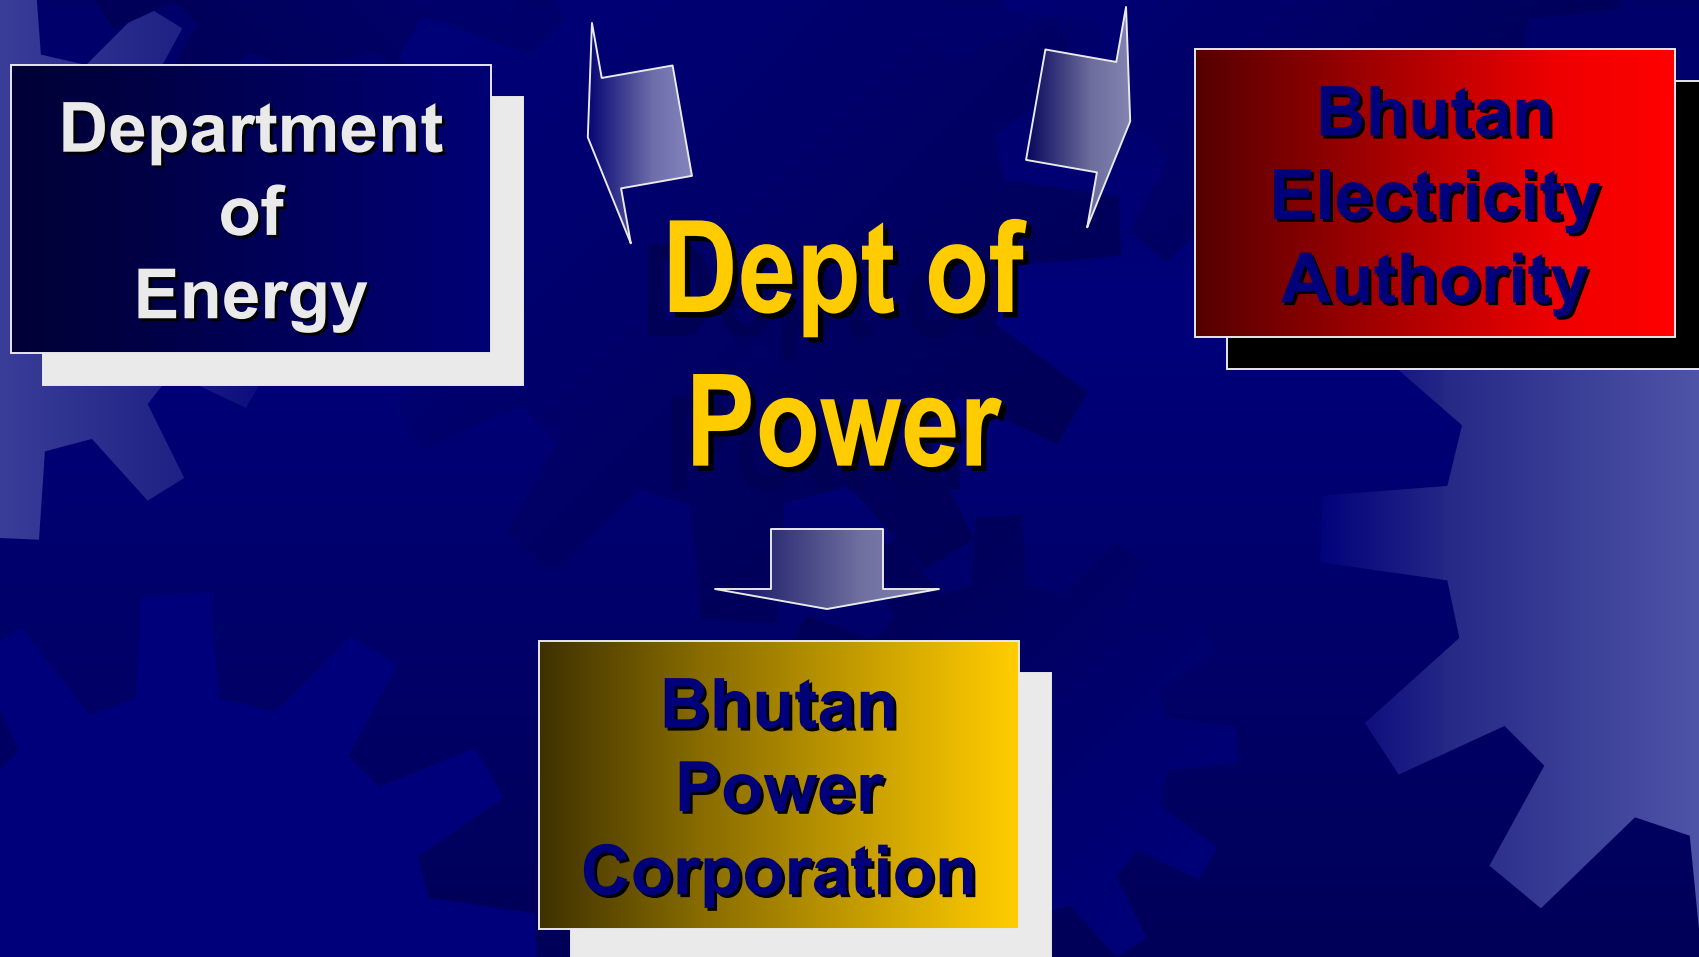 Department
of
Energy
Bhutan
Electricity
Authority
Dept of
Power
Bhutan
Power
Corporation